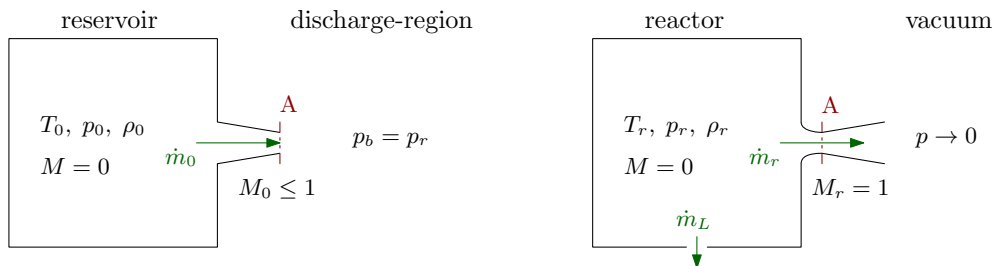 reservoir
discharge-region
T₀, p₀, ρ₀
M = 0
ṁ₀
A
M₀ ≤ 1
p_b = p_r
reactor
vacuum
T_r, p_r, ρ_r
M = 0
ṁ_r
A
M_r = 1
p → 0
ṁ_L